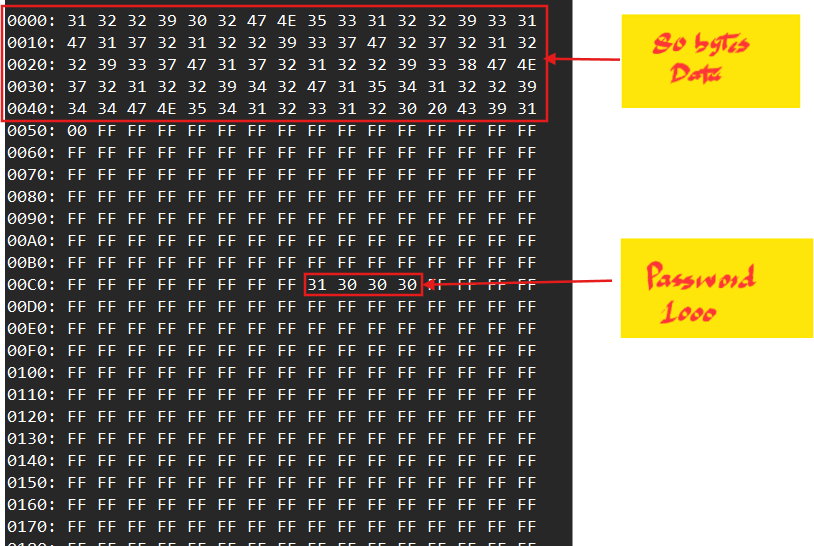 0000: 31 32 32 39 30 32 47 4E 35 33 31 32 32 39 33 31
80 bytes
Data
0010: 47 31 37 32 31 32 32 39 33 37 47 32 37 32 31 32
0020: 32 39 33 37 47 31 37 32 31 32 32 39 33 38 47 4E
0030: 37 32 31 32 32 39 34 32 47 31 35 34 31 32 32 39
0040: 34 34 47 4E 35 34 31 32 33 31 32 30 20 43 39 31
0050: 00 FF FF FF FF FF FF FF FF FF FF FF FF FF FF FF
0060: FF FF FF FF FF FF FF FF FF FF FF FF FF FF FF FF
0070: FF FF FF FF FF FF FF FF FF FF FF FF FF FF FF FF
0080: FF FF FF FF FF FF FF FF FF FF FF FF FF FF FF FF
0090: FF FF FF FF FF FF FF FF FF FF FF FF FF FF FF FF
00A0: FF FF FF FF FF FF FF FF FF FF FF FF FF FF FF FF
00B0: FF FF FF FF FF FF FF FF FF FF FF FF FF FF FF FF
00C0: FF FF FF FF FF FF FF FF 31 30 30 30 FF FF FF FF
Password
1000
00D0: FF FF FF FF FF FF FF FF FF FF FF FF FF FF FF FF
00E0: FF FF FF FF FF FF FF FF FF FF FF FF FF FF FF FF
00F0: FF FF FF FF FF FF FF FF FF FF FF FF FF FF FF FF
0100: FF FF FF FF FF FF FF FF FF FF FF FF FF FF FF FF
0110: FF FF FF FF FF FF FF FF FF FF FF FF FF FF FF FF
0120: FF FF FF FF FF FF FF FF FF FF FF FF FF FF FF FF
0130: FF FF FF FF FF FF FF FF FF FF FF FF FF FF FF FF
0140: FF FF FF FF FF FF FF FF FF FF FF FF FF FF FF FF
0150: FF FF FF FF FF FF FF FF FF FF FF FF FF FF FF FF
0160: FF FF FF FF FF FF FF FF FF FF FF FF FF FF FF FF
0170: FF FF FF FF FF FF FF FF FF FF FF FF FF FF FF FF